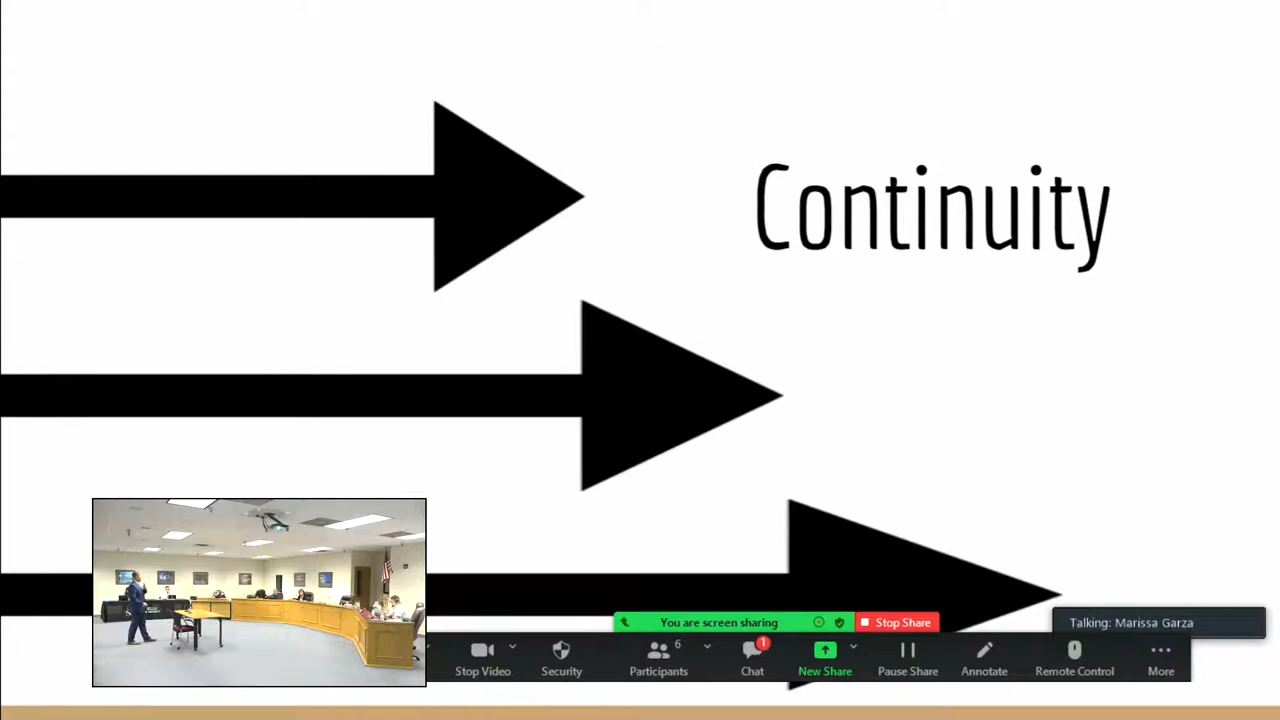 Continuity
You are screen sharing
Stop Share
Talking: Marissa Garza
Stop Video
Security
Participants
6
Chat
1
New Share
Pause Share
Annotate
Remote Control
More